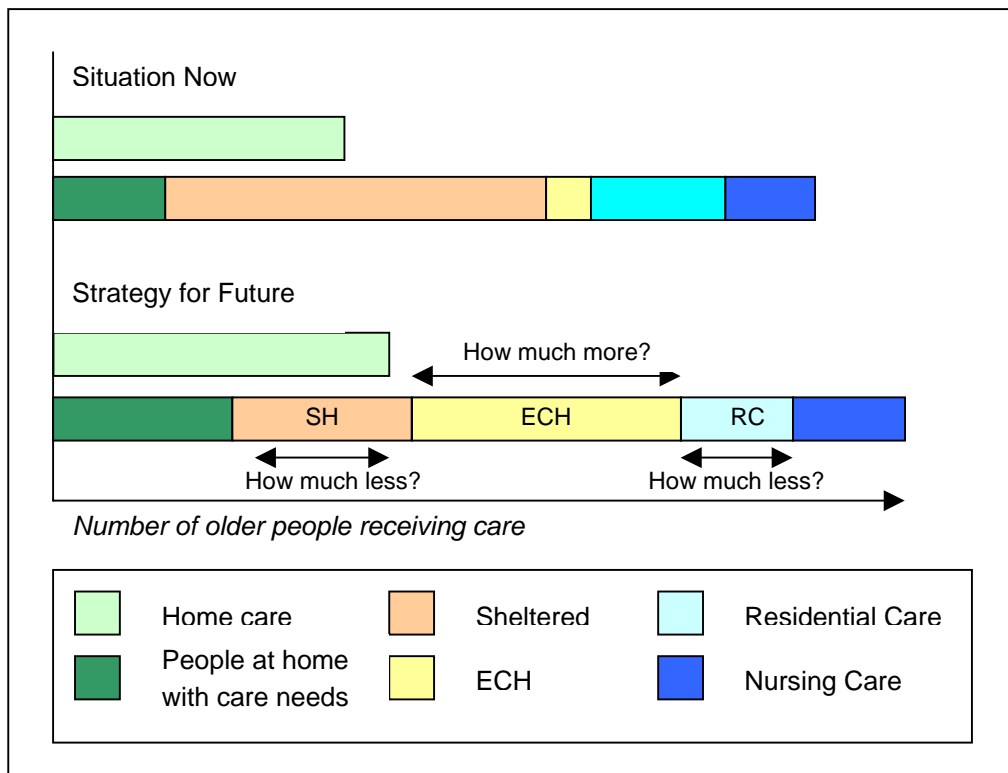 Situation Now
Strategy for Future
How much more?
SH ECH RC
How much less? How much less?
Number of older people receiving care
Home care Sheltered Residential Care
People at home
with care needs
ECH Nursing Care